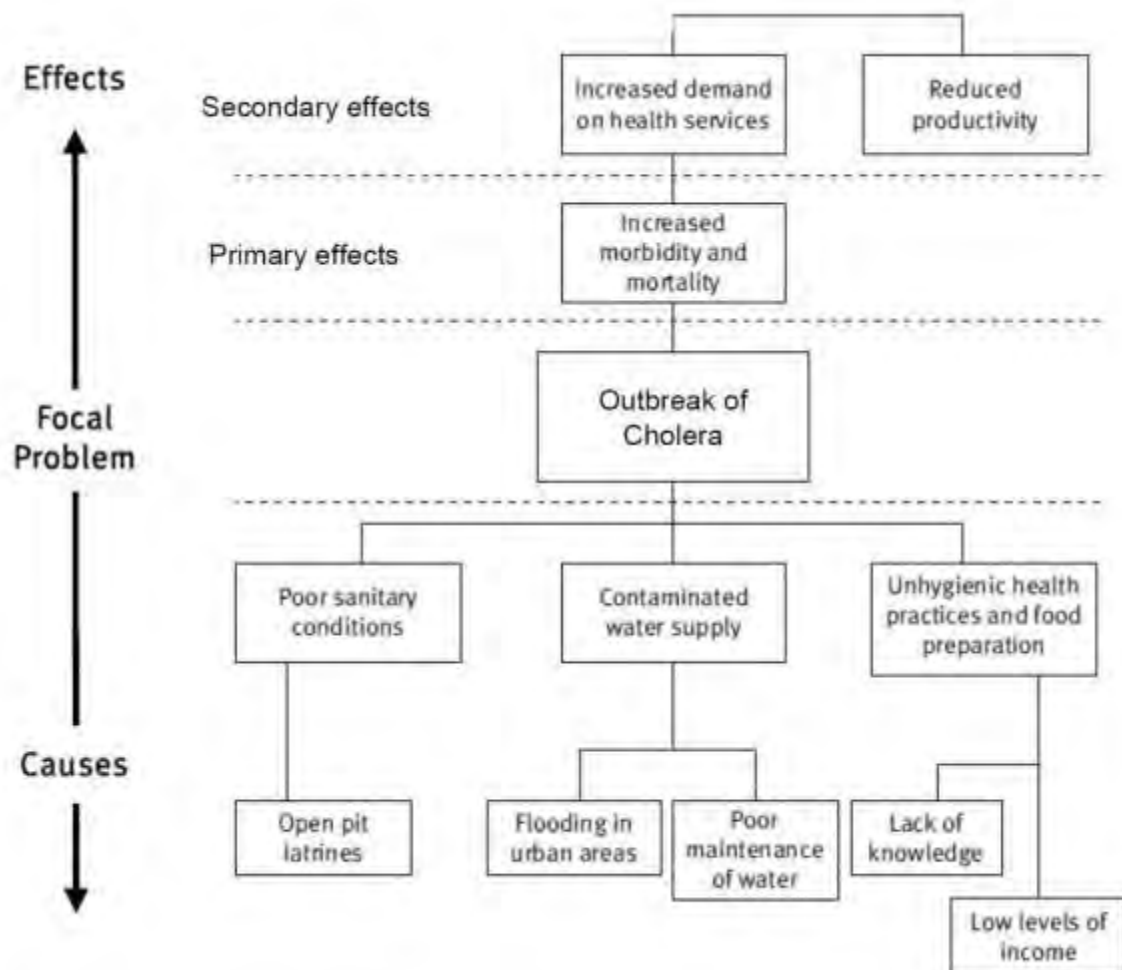 Effects
Secondary effects
Increased demand
on health services
Reduced
productivity
Primary effects
Increased
morbidity and
mortality
Focal
Problem
Outbreak of
Cholera
Poor sanitary
conditions
Contaminated
water supply
Unhygienic health
practices and food
preparation
Causes
Open pit
latrines
Flooding in
urban areas
Poor
maintenance
of water
Lack of
knowledge
Low levels of
income